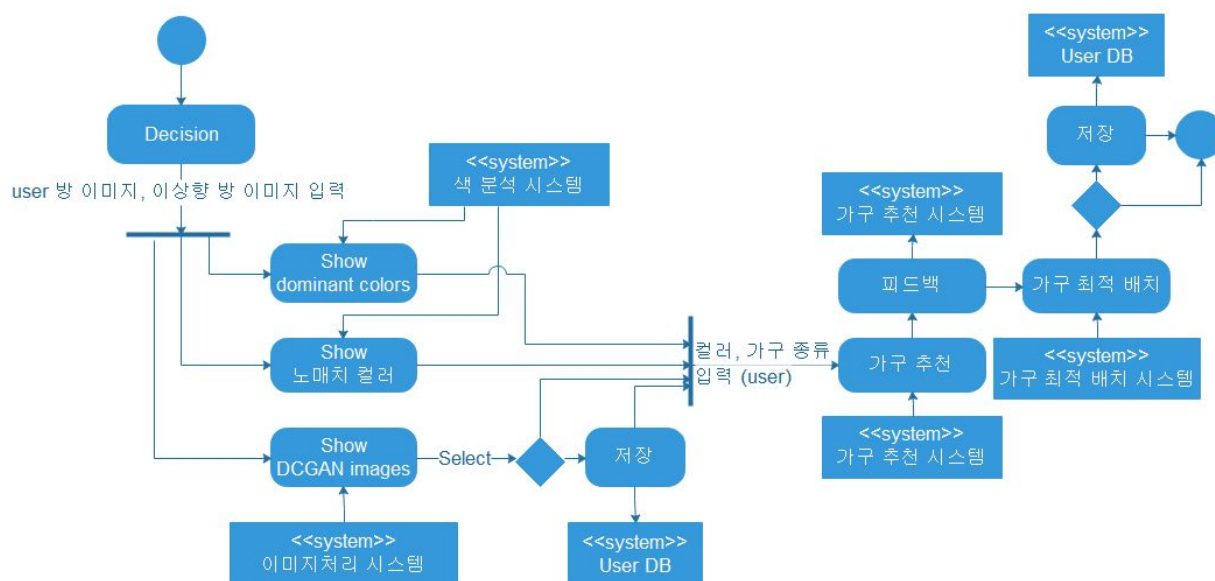 <<system>>
User DB
Decision
저장
<<system>>
색 분석 시스템
user 방 이미지, 이상향 방 이미지 입력
<<system>>
가구 추천 시스템
Show
dominant colors
피드백
가구 최적 배치
Show
노매치 컬러
컬러, 가구 종류
입력 (user)
가구 추천
<<system>>
가구 최적 배치 시스템
Show
DCGAN images
Select
저장
<<system>>
가구 추천 시스템
<<system>>
이미지처리 시스템
<<system>>
User DB